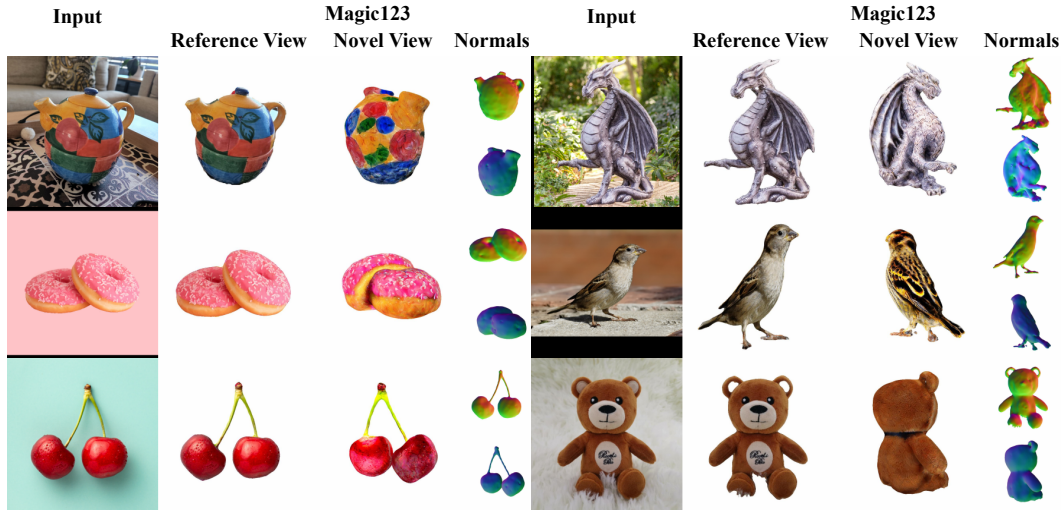 Input
Magic123
Reference View
Novel View
Normals
Input
Magic123
Reference View
Novel View
Normals